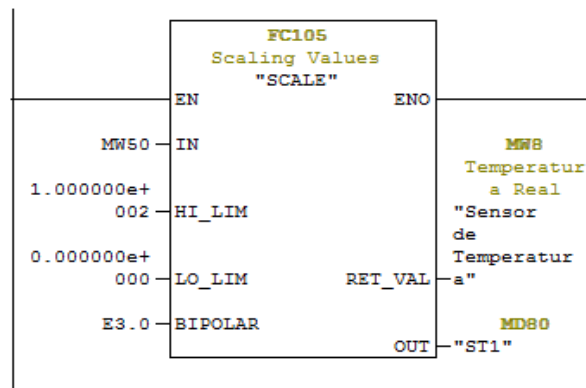 FC105
Scaling Values
"SCALE"
EN ENO
MW50 IN MW8
Temperatur
1.000000e+ a Real
002 HI_LIM "Sensor
de
0.000000e+ Temperatur
000 LO_LIM RET_VAL a"
E3.0 BIPOLAR MD80
OUT "ST1"